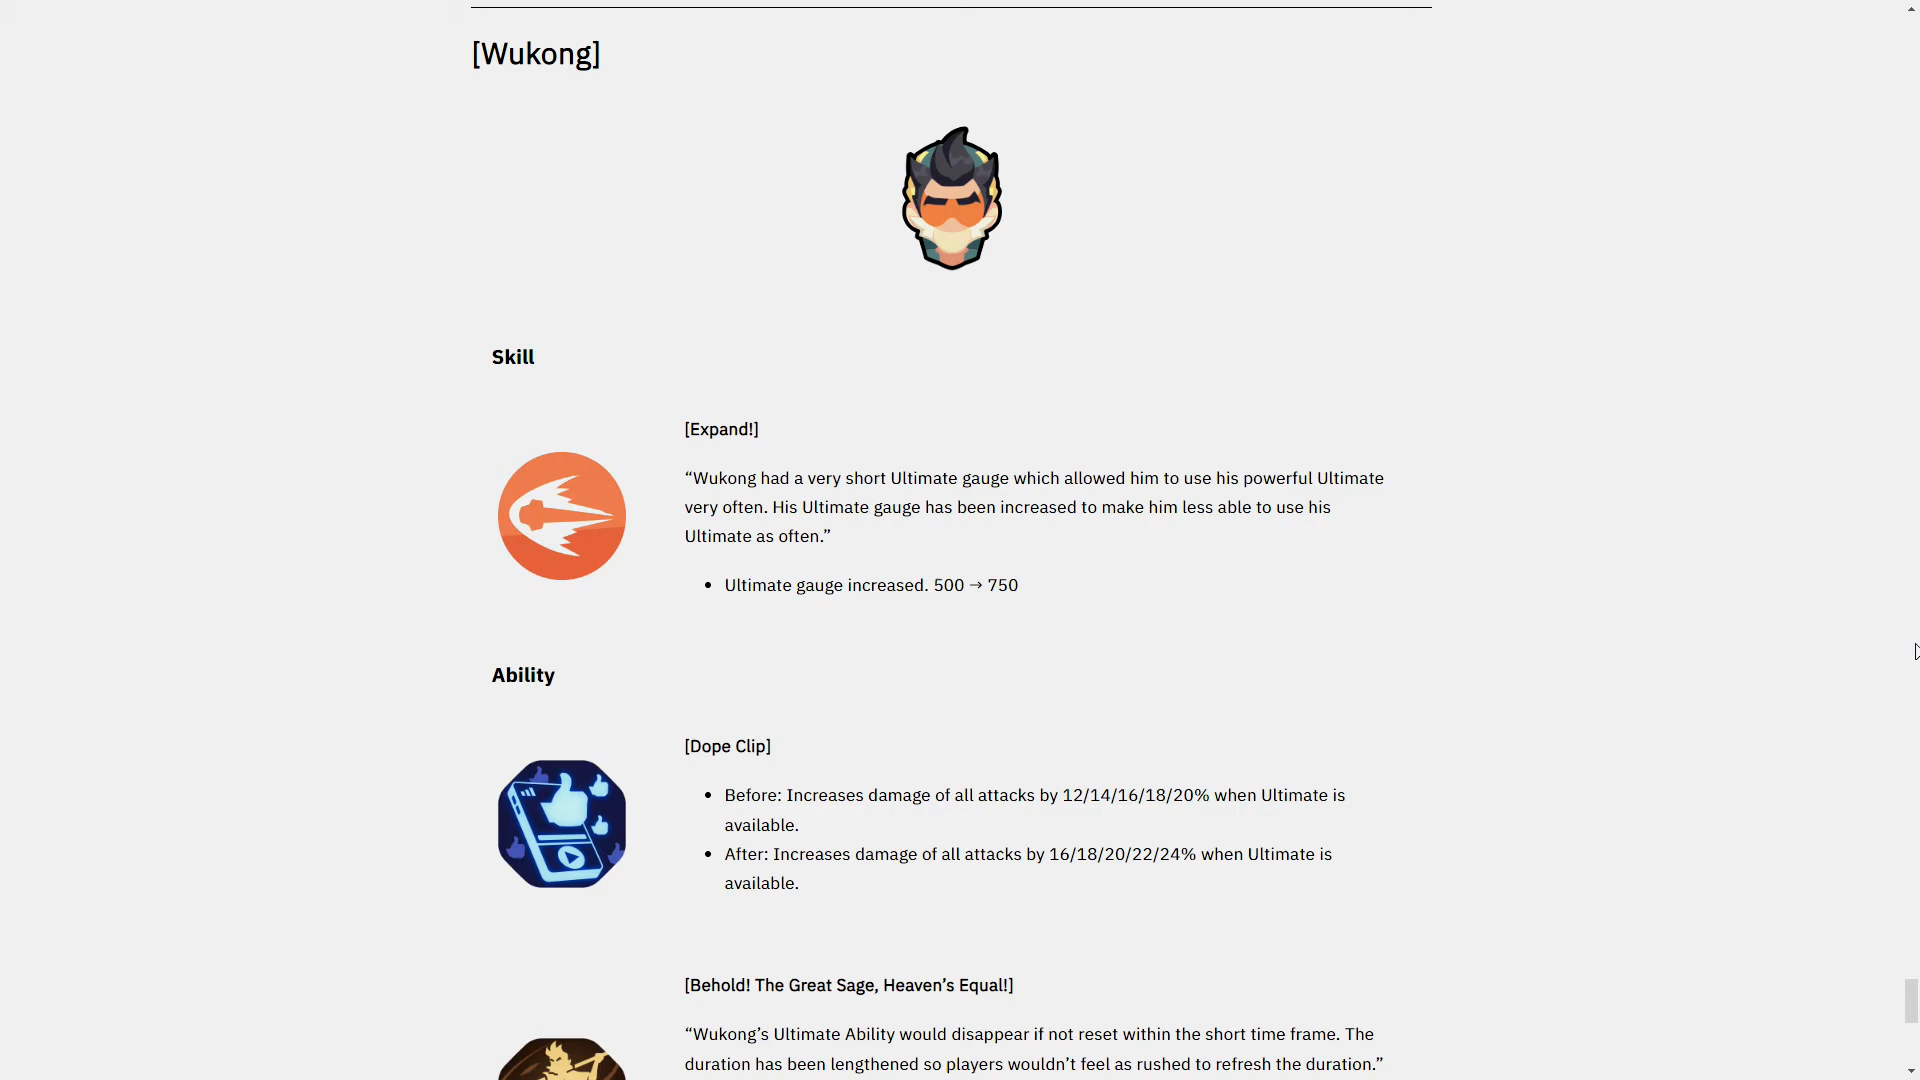 [Wukong]
Skill
[Expand!]
“Wukong had a very short Ultimate gauge which allowed him to use his powerful Ultimate
very often. His Ultimate gauge has been increased to make him less able to use his
Ultimate as often.”
• Ultimate gauge increased. 500 → 750
Ability
[Dope Clip]
• Before: Increases damage of all attacks by 12/14/16/18/20% when Ultimate is
available.
• After: Increases damage of all attacks by 16/18/20/22/24% when Ultimate is
available.
[Behold! The Great Sage, Heaven’s Equal!]
“Wukong’s Ultimate Ability would disappear if not reset within the short time frame. The
duration has been lengthened so players wouldn’t feel as rushed to refresh the duration.”